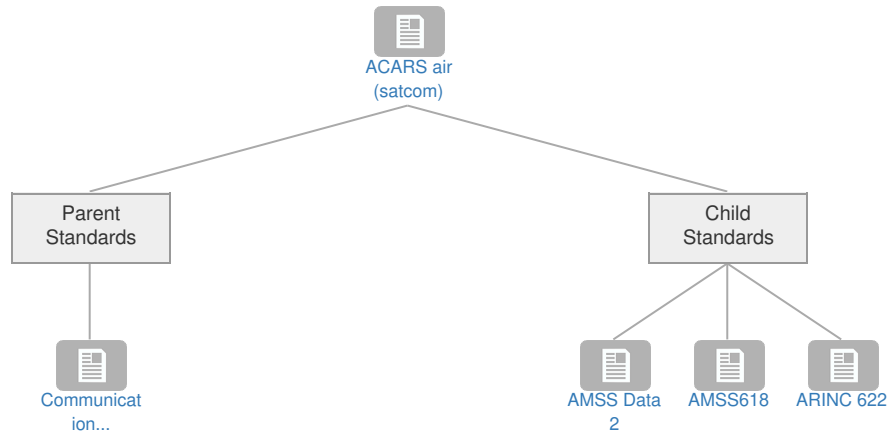 ACARS air
(satcom)
Parent
Standards
Child
Standards
Communicat
ion...
AMSS Data
2
AMSS618
ARINC 622